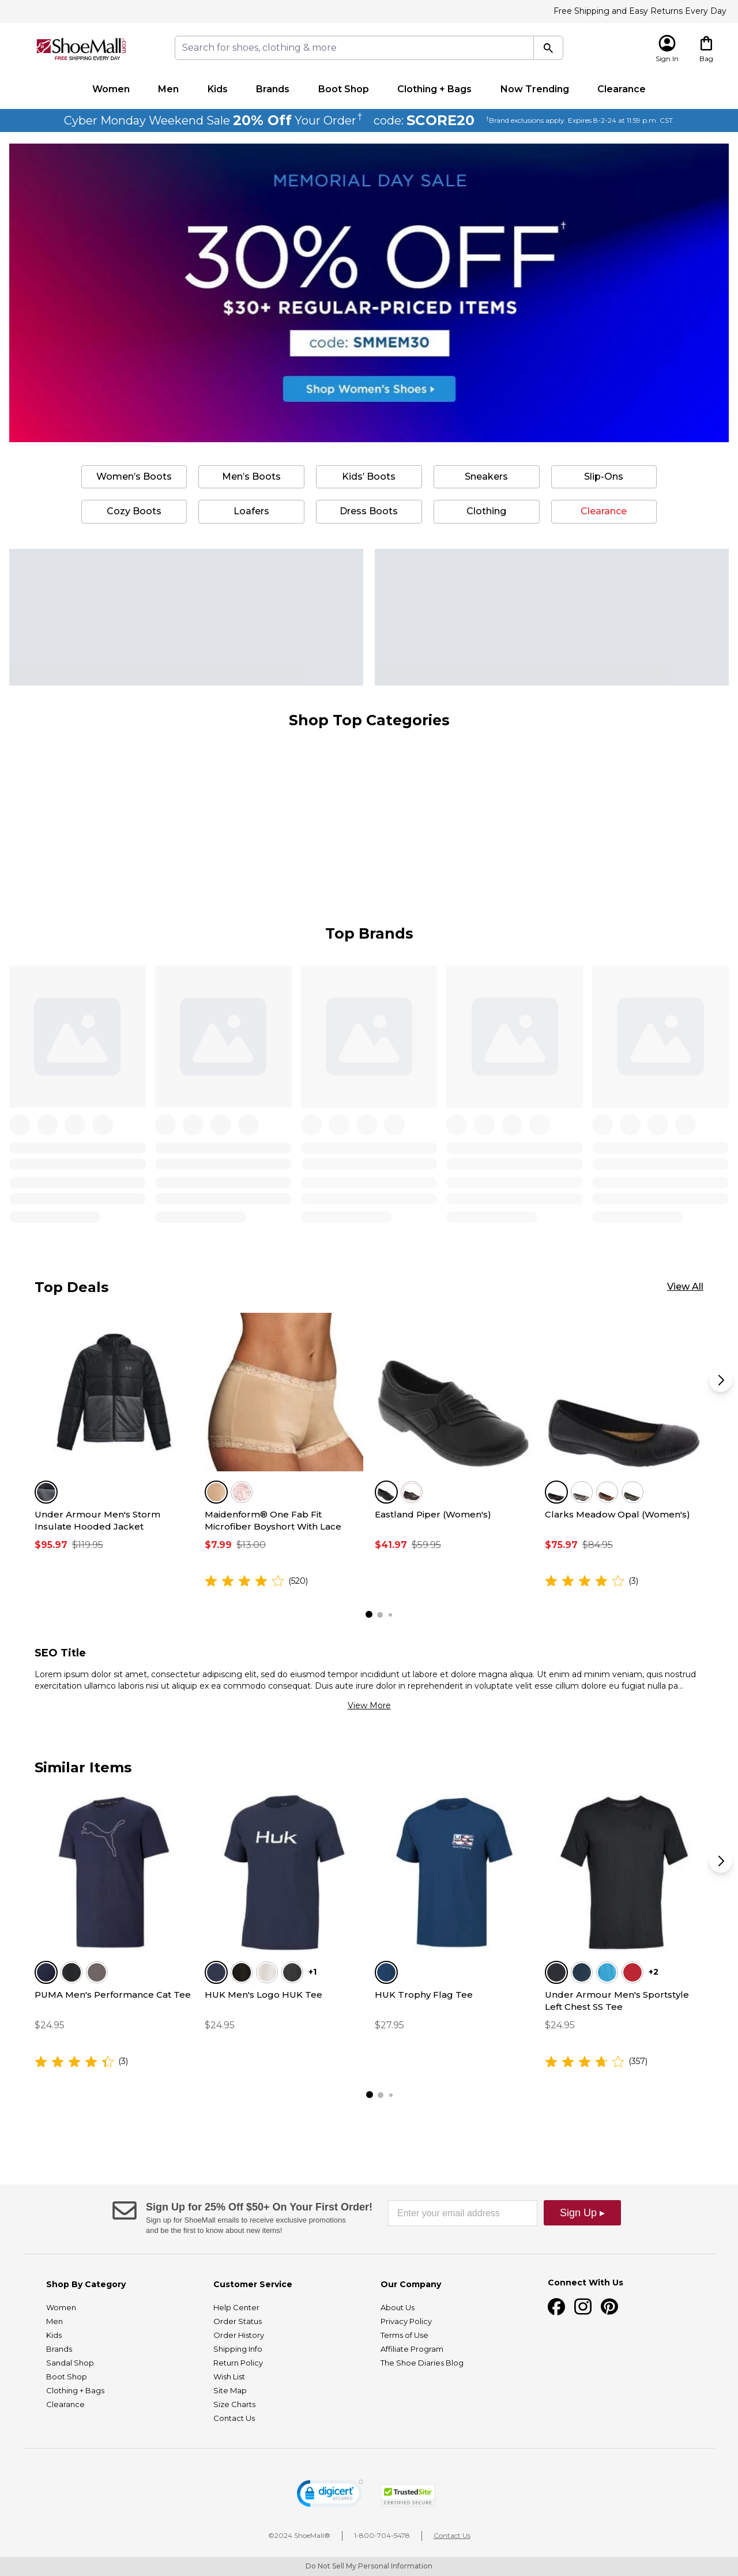 Free Shipping and Easy Returns Every Day
ShoeMall.com
FREE SHIPPING EVERY DAY
Search for shoes, clothing & more
Sign In
Bag
Women
Men
Kids
Brands
Boot Shop
Clothing + Bags
Now Trending
Clearance
Cyber Monday Weekend Sale 20% Off Your Order† code: SCORE20 †Brand exclusions apply. Expires 8-2-24 at 11:59 p.m. CST
MEMORIAL DAY SALE
30% OFF†
$30+ REGULAR-PRICED ITEMS
code: SMMEM30
Shop Women's Shoes ▸
Women's Boots
Men's Boots
Kids' Boots
Sneakers
Slip-Ons
Cozy Boots
Loafers
Dress Boots
Clothing
Clearance
Shop Top Categories
Top Brands
Top Deals
View All
Under Armour Men's Storm
Insulate Hooded Jacket
$95.97 $119.95
Maidenform® One Fab Fit
Microfiber Boyshort With Lace
$7.99 $13.00
(520)
Eastland Piper (Women's)
$41.97 $59.95
Clarks Meadow Opal (Women's)
$75.97 $84.95
(3)
SEO Title
Lorem ipsum dolor sit amet, consectetur adipiscing elit, sed do eiusmod tempor incididunt ut labore et dolore magna aliqua. Ut enim ad minim veniam, quis nostrud
exercitation ullamco laboris nisi ut aliquip ex ea commodo consequat. Duis aute irure dolor in reprehenderit in voluptate velit esse cillum dolore eu fugiat nulla pa...
View More
Similar Items
PUMA Men's Performance Cat Tee
$24.95
(3)
Huk
+1
HUK Men's Logo HUK Tee
$24.95
HUK Trophy Flag Tee
$27.95
+2
Under Armour Men's Sportstyle
Left Chest SS Tee
$24.95
(357)
Sign Up for 25% Off $50+ On Your First Order!
Sign up for ShoeMall emails to receive exclusive promotions
and be the first to know about new items!
Enter your email address
Sign Up ▸
Shop By Category
Women
Men
Kids
Brands
Sandal Shop
Boot Shop
Clothing + Bags
Clearance
Customer Service
Help Center
Order Status
Order History
Shipping Info
Return Policy
Wish List
Site Map
Size Charts
Contact Us
Our Company
About Us
Privacy Policy
Terms of Use
Affiliate Program
The Shoe Diaries Blog
Connect With Us
digicert
SECURED
TrustedSite
CERTIFIED SECURE
©2024 ShoeMall®
1-800-704-5478
Contact Us
Do Not Sell My Personal Information